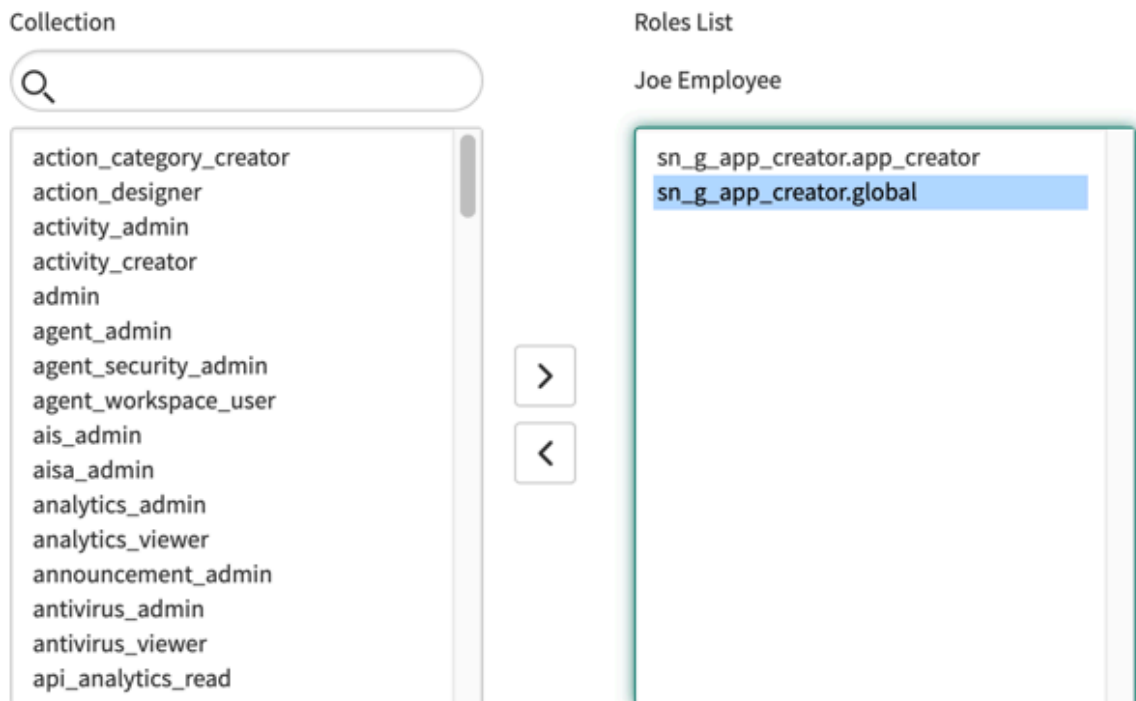 Collection
action_category_creator
action_designer
activity_admin
activity_creator
admin
agent_admin
agent_security_admin
agent_workspace_user
ais_admin
aisa_admin
analytics_admin
analytics_viewer
announcement_admin
antivirus_admin
antivirus_viewer
api_analytics_read
Roles List
Joe Employee
sn_g_app_creator.app_creator
sn_g_app_creator.global